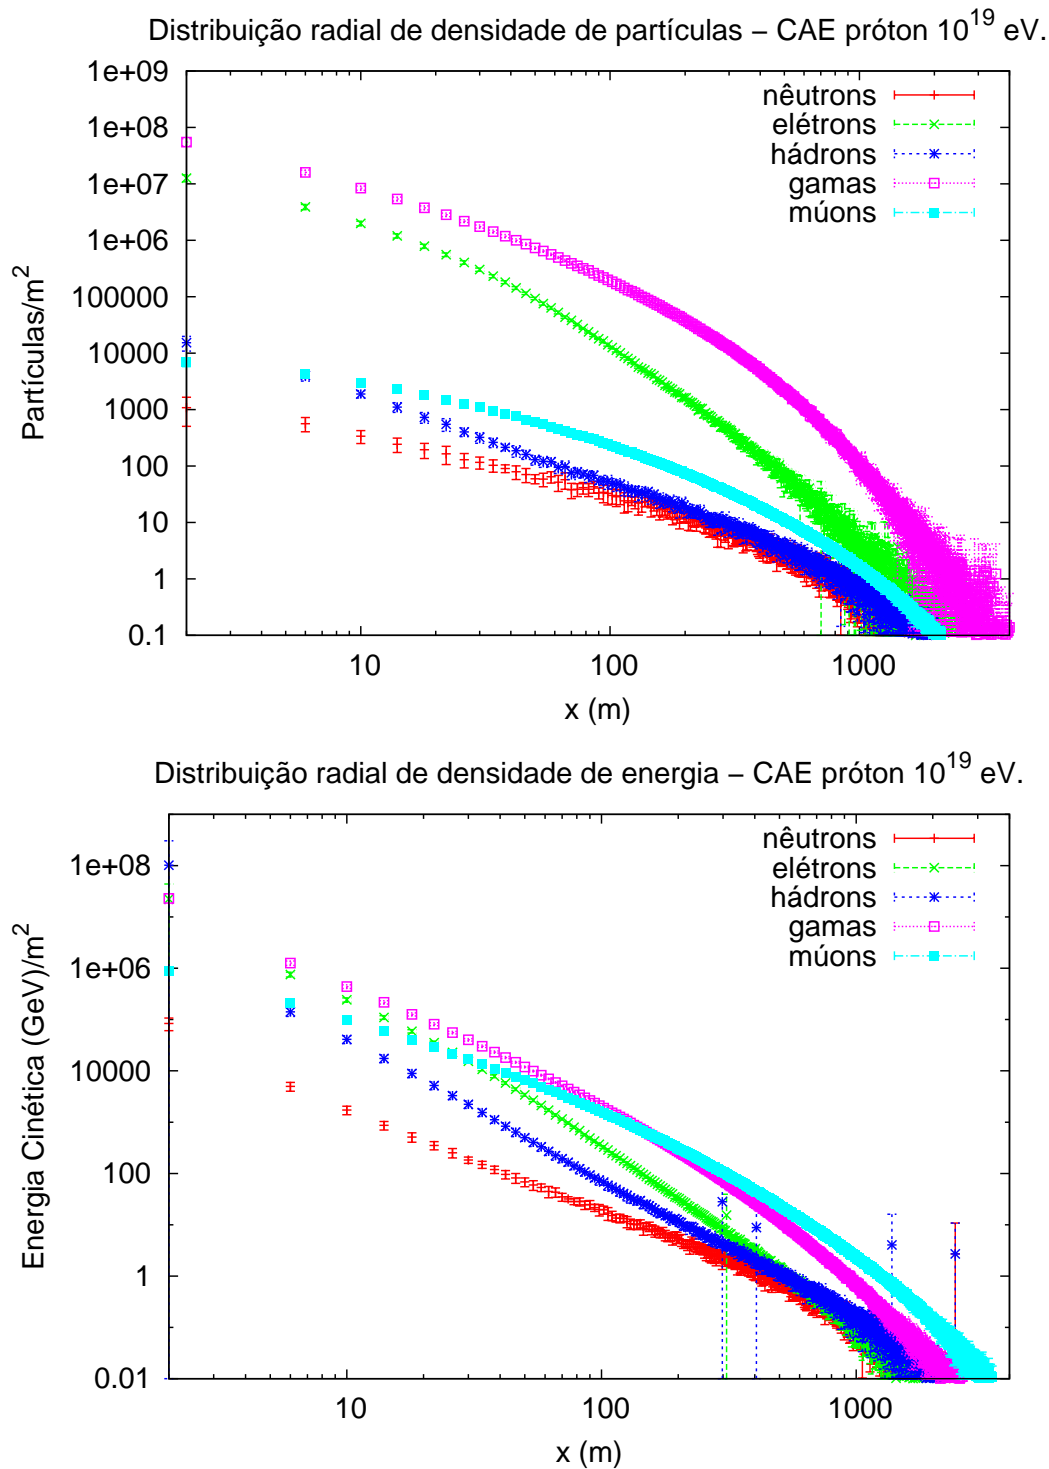 Distribuição radial de densidade de partículas – CAE próton 10^19 eV.
1e+09
1e+08
1e+07
1e+06
100000
10000
1000
100
10
1
0.1
Partículas/m^2
nêutrons
elétrons
hádrons
gamas
múons
10 100 1000
x (m)
Distribuição radial de densidade de energia – CAE próton 10^19 eV.
1e+08
1e+06
10000
100
1
0.01
Energia Cinética (GeV)/m^2
nêutrons
elétrons
hádrons
gamas
múons
10 100 1000
x (m)